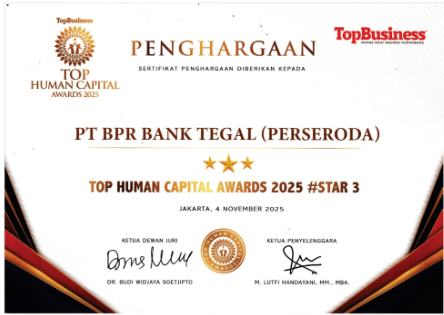 TopBusiness
TOP
HUMAN CAPITAL
AWARDS 2025
PENGHARGAAN
SERTIFIKAT PENGHARGAAN DIBERIKAN KEPADA
TopBusiness
PT BPR BANK TEGAL (PERSERODA)
TOP HUMAN CAPITAL AWARDS 2025 #STAR 3
JAKARTA, 4 NOVEMBER 2025
KETUA DEWAN JURI
DR. BUDI WIDJAYA SOETJIPTO
KETUA PENYELENGGARA
M. LUTFI HANDAYANI, MM., MBA.